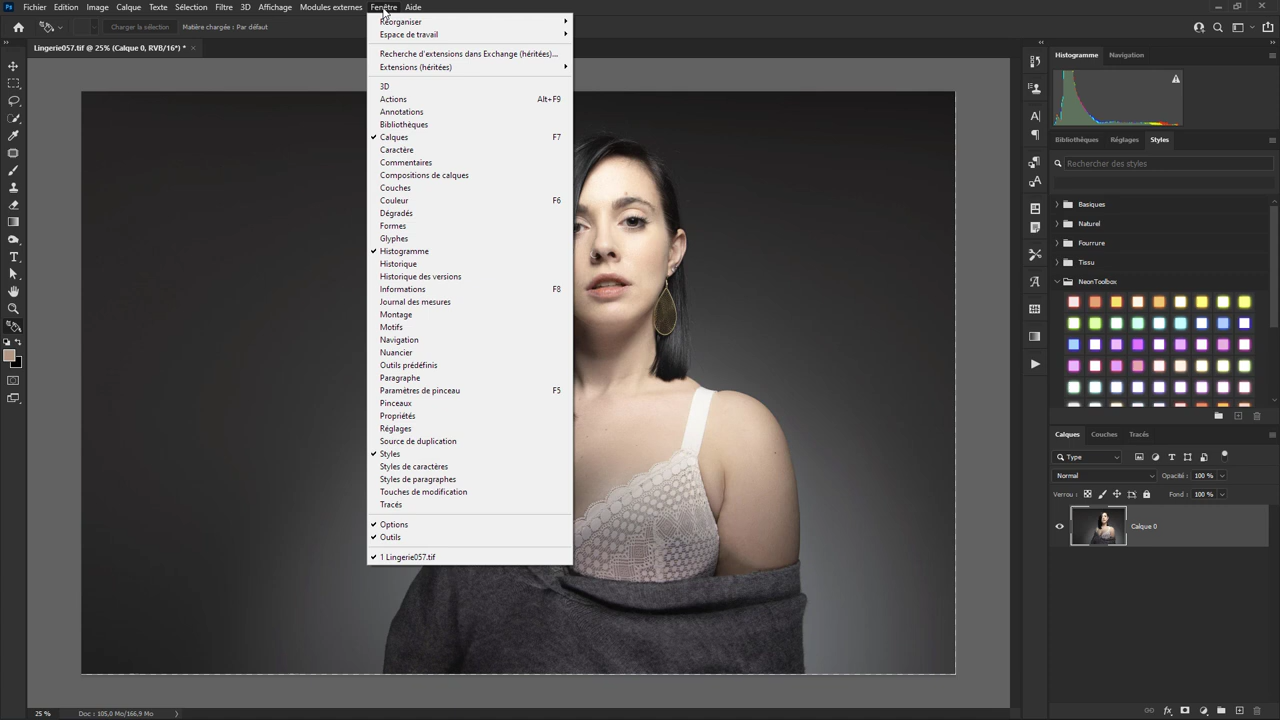 Ps Fichier Edition Image Calque Texte Sélection Filtre 3D Affichage Modules externes Fenêtre Aide
Charger la sélection Matière chargée : Par défaut
Lingerie057.tif @ 25% (Calque 0, RVB/16*) *
Réorganiser
Espace de travail
Recherche d'extensions dans Exchange (héritées)...
Extensions (héritées)
3D
Actions Alt+F9
Annotations
Bibliothèques
Calques F7
Caractère
Commentaires
Compositions de calques
Couches
Couleur F6
Dégradés
Formes
Glyphes
Histogramme
Historique
Historique des versions
Informations F8
Journal des mesures
Montage
Motifs
Navigation
Nuancier
Outils prédéfinis
Paragraphe
Paramètres de pinceau F5
Pinceaux
Propriétés
Réglages
Source de duplication
Styles
Styles de caractères
Styles de paragraphes
Touches de modification
Tracés
Options
Outils
1 Lingerie057.tif
Histogramme Navigation
Bibliothèques Réglages Styles
Rechercher des styles
Basiques
Naturel
Fourrure
Tissu
NeonToolbox
Calques Couches Tracés
Type
Normal Opacité : 100 %
Verrou : Fond : 100 %
Calque 0
25 % Doc : 105,0 Mo/166,9 Mo